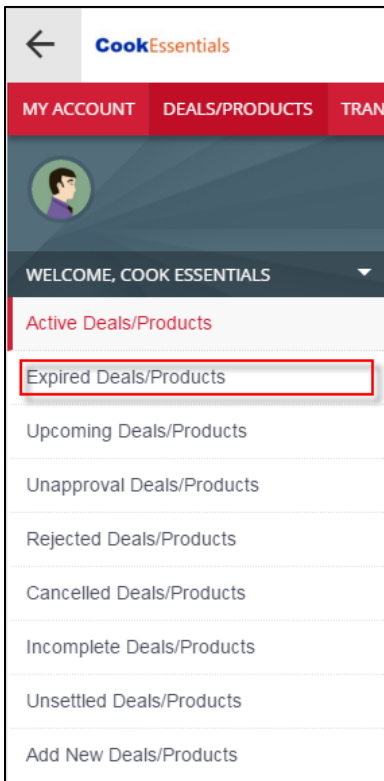 CookEssentials
MY ACCOUNT DEALS/PRODUCTS TRAN
WELCOME, COOK ESSENTIALS
Active Deals/Products
Expired Deals/Products
Upcoming Deals/Products
Unapproval Deals/Products
Rejected Deals/Products
Cancelled Deals/Products
Incomplete Deals/Products
Unsettled Deals/Products
Add New Deals/Products